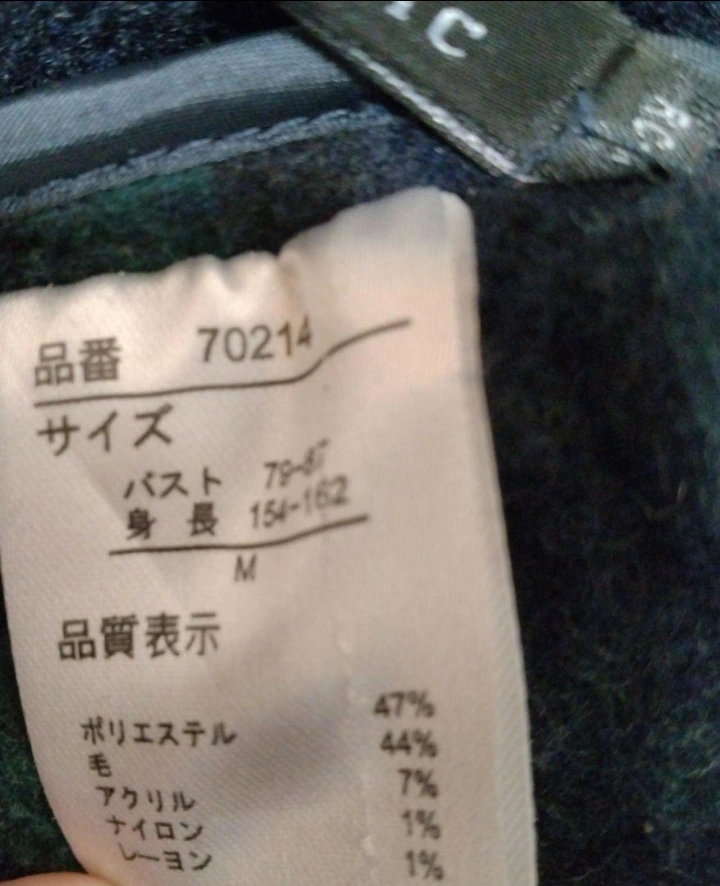 IC
品番 70214
サイズ
バスト 79-87
身長 154-162
M
品質表示
ポリエステル 47%
毛 44%
アクリル 7%
ナイロン 1%
レーヨン 1%